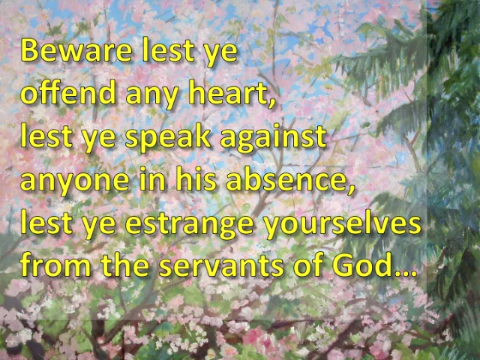 Beware lest ye
offend any heart,
lest ye speak against
anyone in his absence,
lest ye estrange yourselves
from the servants of God…